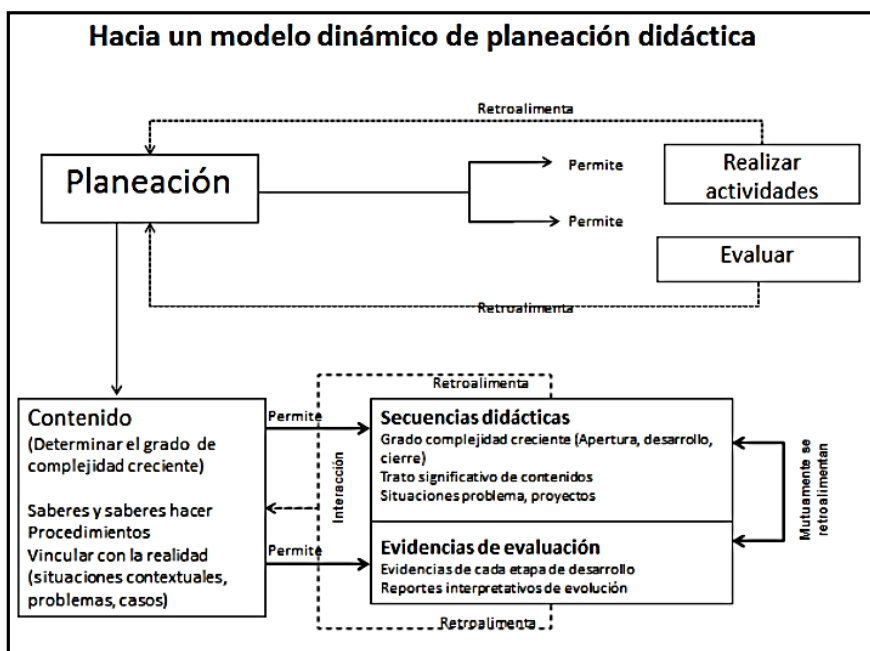 Hacia un modelo dinámico de planeación didáctica
Retroalimenta
Planeación
Permite
Realizar
actividades
Permite
Evaluar
Retroalimenta
Retroalimenta
Contenido
(Determinar el grado de
complejidad creciente)
Saberes y saberes hacer
Procedimientos
Vincular con la realidad
(situaciones contextuales,
problemas, casos)
Permite
Permite
Interacción
Secuencias didácticas
Grado complejidad creciente (Apertura, desarrollo,
cierre)
Trato significativo de contenidos
Situaciones problema, proyectos
Evidencias de evaluación
Evidencias de cada etapa de desarrollo
Reportes interpretativos de evolución
Mutuamente se
retroalimentan
Retroalimenta